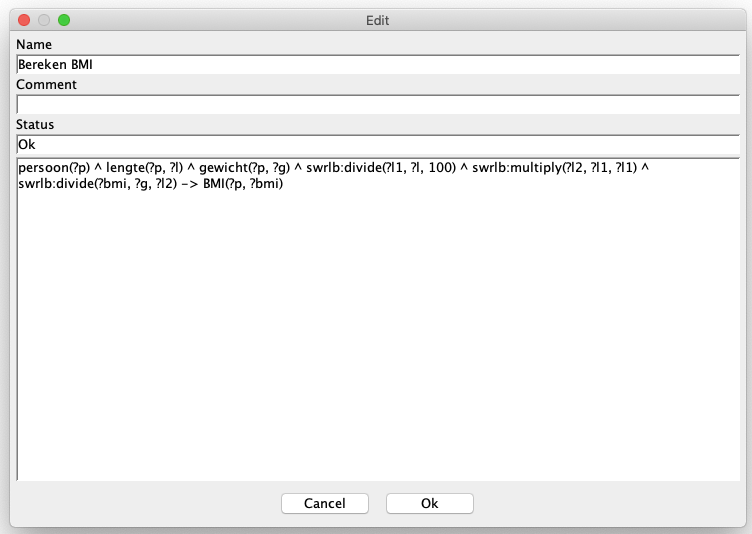 Edit
Name
Bereken BMI
Comment
Status
Ok
persoon(?p) ^ lengte(?p, ?l) ^ gewicht(?p, ?g) ^ swrlb:divide(?l1, ?l, 100) ^ swrlb:multiply(?l2, ?l1, ?l1) ^
swrlb:divide(?bmi, ?g, ?l2) -> BMI(?p, ?bmi)
Cancel Ok